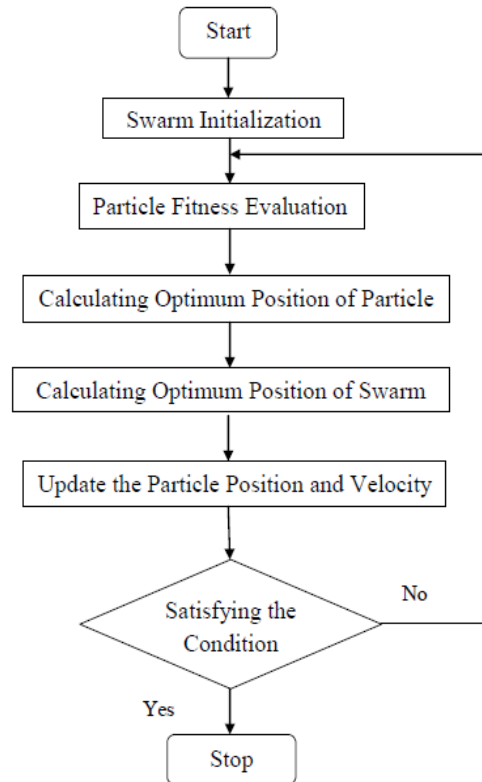 Start
Swarm Initialization
Particle Fitness Evaluation
Calculating Optimum Position of Particle
Calculating Optimum Position of Swarm
Update the Particle Position and Velocity
Satisfying the
Condition
No
Yes
Stop